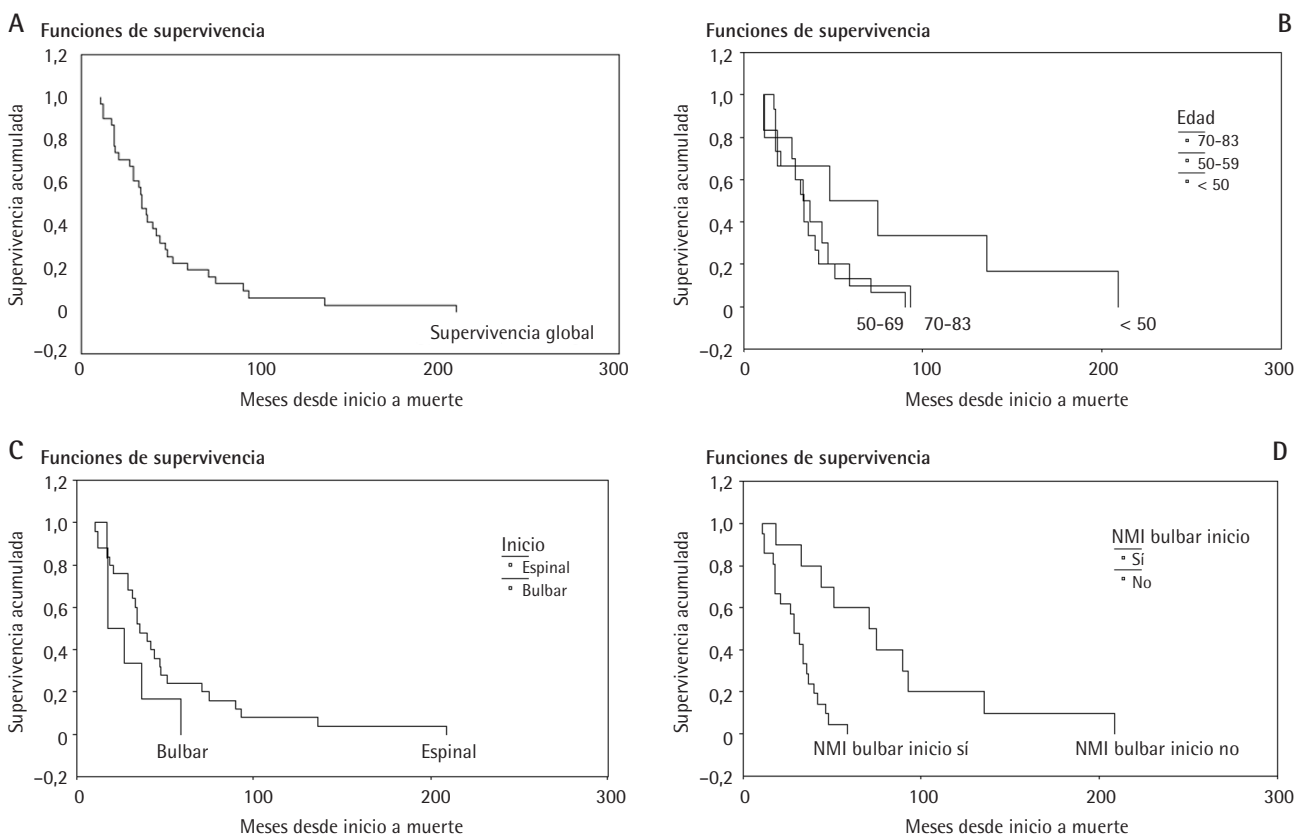 A
Funciones de supervivencia
1,2
1,0
0,8
0,6
0,4
0,2
0
−0,2
Supervivencia acumulada
Supervivencia global
0 100 200 300
Meses desde inicio a muerte
B
Funciones de supervivencia
1,2
1,0
0,8
0,6
0,4
0,2
0
−0,2
Supervivencia acumulada
Edad
70-83
50-59
< 50
50-69 70-83 < 50
0 100 200 300
Meses desde inicio a muerte
C
Funciones de supervivencia
1,2
1,0
0,8
0,6
0,4
0,2
0
−0,2
Supervivencia acumulada
Inicio
Espinal
Bulbar
Bulbar Espinal
0 100 200 300
Meses desde inicio a muerte
D
Funciones de supervivencia
1,2
1,0
0,8
0,6
0,4
0,2
0
−0,2
Supervivencia acumulada
NMI bulbar inicio
Sí
No
NMI bulbar inicio sí NMI bulbar inicio no
0 100 200 300
Meses desde inicio a muerte